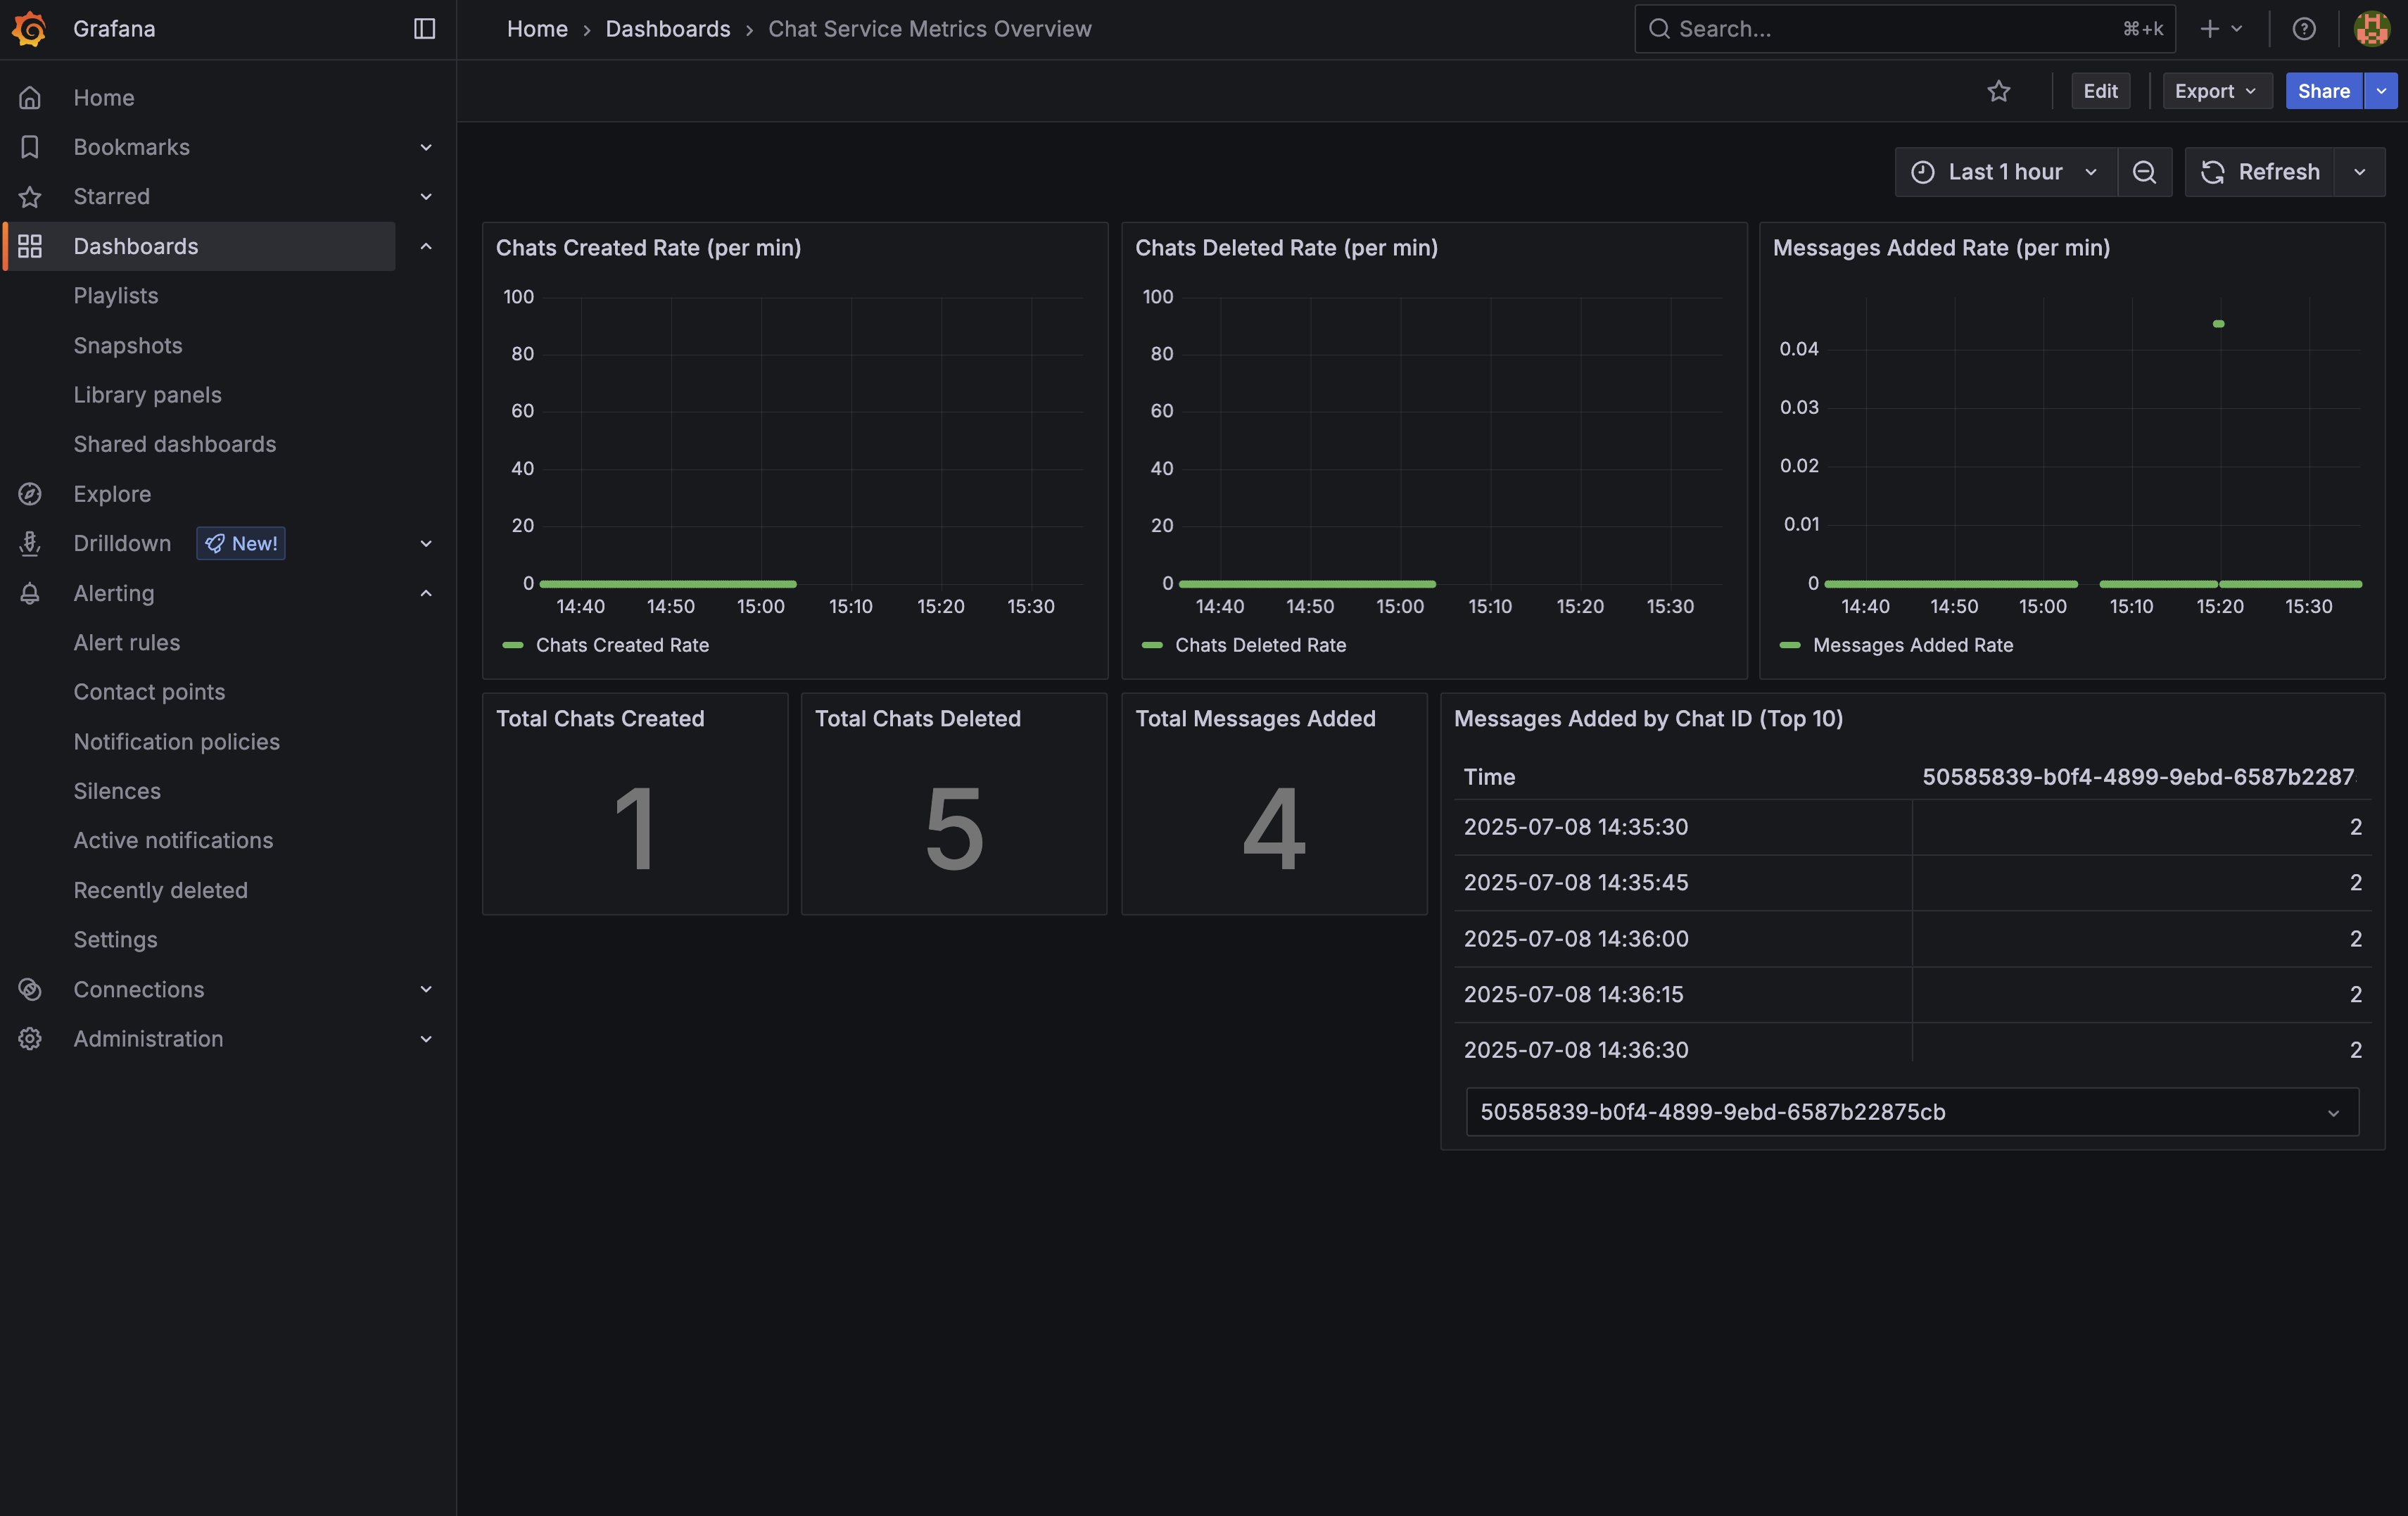 Grafana
Home › Dashboards › Chat Service Metrics Overview
Search...
⌘+k
Home
Bookmarks
Starred
Dashboards
Playlists
Snapshots
Library panels
Shared dashboards
Explore
Drilldown
New!
Alerting
Alert rules
Contact points
Notification policies
Silences
Active notifications
Recently deleted
Settings
Connections
Administration
Edit
Export
Share
Last 1 hour
Refresh
Chats Created Rate (per min)
100
80
60
40
20
0
14:40 14:50 15:00 15:10 15:20 15:30
Chats Created Rate
Chats Deleted Rate (per min)
100
80
60
40
20
0
14:40 14:50 15:00 15:10 15:20 15:30
Chats Deleted Rate
Messages Added Rate (per min)
0.04
0.03
0.02
0.01
0
14:40 14:50 15:00 15:10 15:20 15:30
Messages Added Rate
Total Chats Created
1
Total Chats Deleted
5
Total Messages Added
4
Messages Added by Chat ID (Top 10)
Time 50585839-b0f4-4899-9ebd-6587b2287
2025-07-08 14:35:30 2
2025-07-08 14:35:45 2
2025-07-08 14:36:00 2
2025-07-08 14:36:15 2
2025-07-08 14:36:30 2
50585839-b0f4-4899-9ebd-6587b22875cb